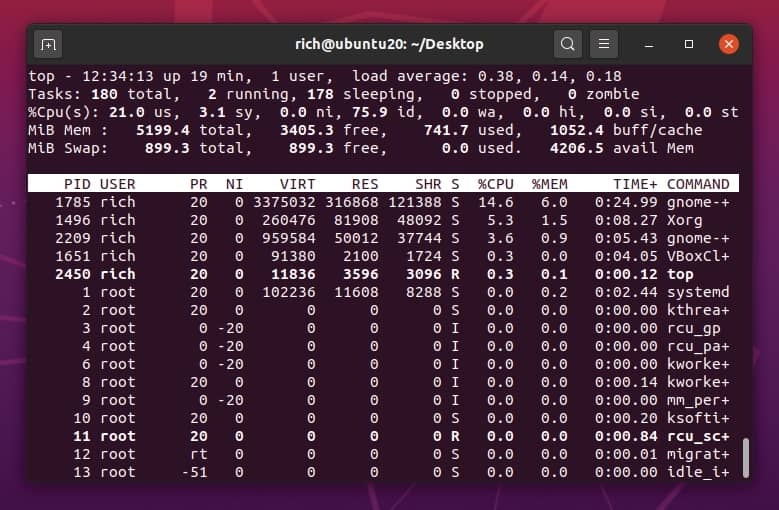 rich@ubuntu20: ~/Desktop
top - 12:34:13 up 19 min,  1 user,  load average: 0.38, 0.14, 0.18
Tasks: 180 total,   2 running, 178 sleeping,   0 stopped,   0 zombie
%Cpu(s): 21.0 us,  3.1 sy,  0.0 ni, 75.9 id,  0.0 wa,  0.0 hi,  0.0 si,  0.0 st
MiB Mem :   5199.4 total,   3405.3 free,    741.7 used,   1052.4 buff/cache
MiB Swap:    899.3 total,    899.3 free,      0.0 used.   4206.5 avail Mem
    PID USER      PR  NI    VIRT    RES    SHR S  %CPU  %MEM     TIME+ COMMAND
   1785 rich      20   0 3375032 316868 121388 S  14.6   6.0   0:24.99 gnome-+
   1496 rich      20   0  260476  81908  48092 S   5.3   1.5   0:08.27 Xorg
   2209 rich      20   0  959584  50012  37744 S   3.6   0.9   0:05.43 gnome-+
   1651 rich      20   0   91380   2100   1724 S   0.3   0.0   0:04.05 VBoxCl+
   2450 rich      20   0   11836   3596   3096 R   0.3   0.1   0:00.12 top
      1 root      20   0  102236  11608   8288 S   0.0   0.2   0:02.44 systemd
      2 root      20   0       0      0      0 S   0.0   0.0   0:00.00 kthrea+
      3 root       0 -20       0      0      0 I   0.0   0.0   0:00.00 rcu_gp
      4 root       0 -20       0      0      0 I   0.0   0.0   0:00.00 rcu_pa+
      6 root       0 -20       0      0      0 I   0.0   0.0   0:00.00 kworke+
      8 root      20   0       0      0      0 I   0.0   0.0   0:00.14 kworke+
      9 root       0 -20       0      0      0 I   0.0   0.0   0:00.00 mm_per+
     10 root      20   0       0      0      0 S   0.0   0.0   0:00.20 ksofti+
     11 root      20   0       0      0      0 R   0.0   0.0   0:00.84 rcu_sc+
     12 root      rt   0       0      0      0 S   0.0   0.0   0:00.01 migrat+
     13 root     -51   0       0      0      0 S   0.0   0.0   0:00.00 idle_i+